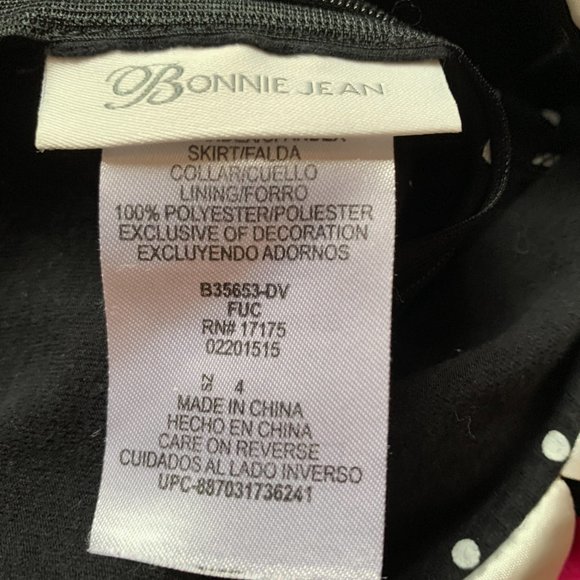 BONNIE JEAN
SKIRT/FALDA
COLLAR/CUELLO
LINING/FORRO
100% POLYESTER/POLIESTER
EXCLUSIVE OF DECORATION
EXCLUYENDO ADORNOS
B35653-DV
FUC
RN# 17175
02201515
SZ 4
MADE IN CHINA
HECHO EN CHINA
CARE ON REVERSE
CUIDADOS AL LADO INVERSO
UPC-887031736241